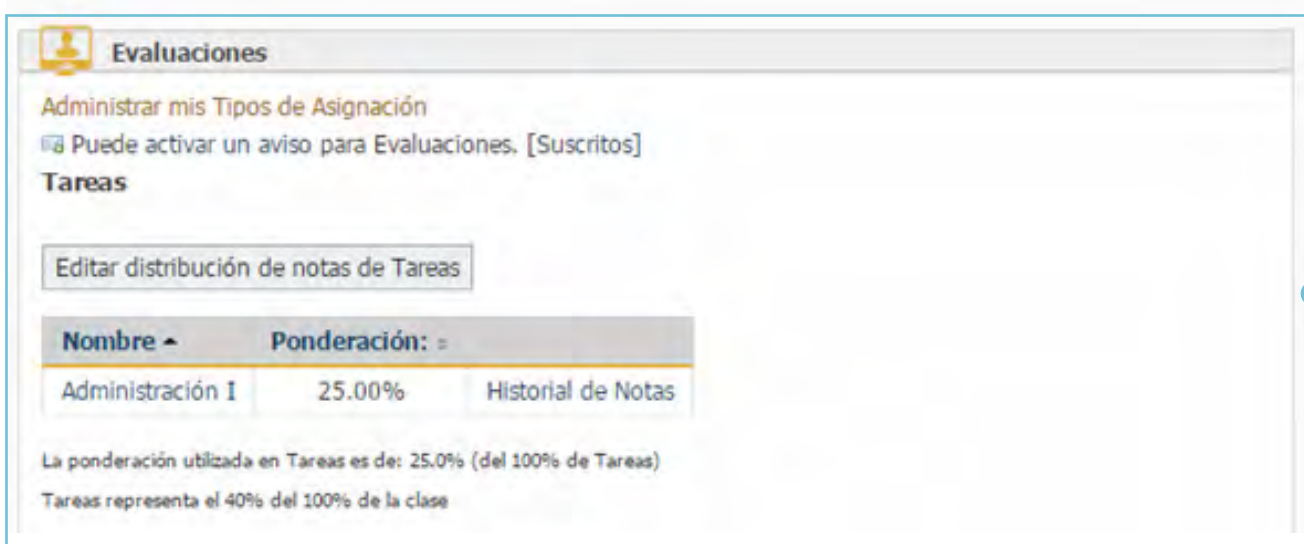 Evaluaciones
Administrar mis Tipos de Asignación
Puede activar un aviso para Evaluaciones. [Suscritos]
Tareas
Editar distribución de notas de Tareas
Nombre Ponderación:
Administración I 25.00% Historial de Notas
La ponderación utilizada en Tareas es de: 25.0% (del 100% de Tareas)
Tareas representa el 40% del 100% de la clase